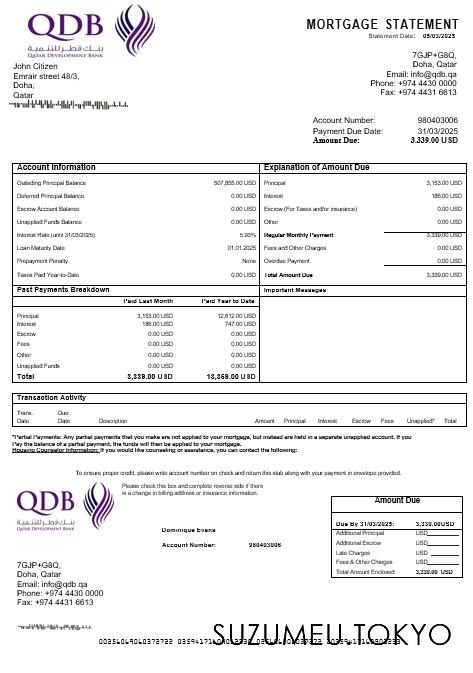 QDB
بنك قطر للتنمية
QATAR DEVELOPMENT BANK
MORTGAGE STATEMENT
Statement Date: 05/03/2025
John Citizen
Emrair street 48/3,
Doha,
Qatar
7GJP+G8Q,
Doha, Qatar
Email: info@qdb.qa
Phone: +974 4430 0000
Fax: +974 4431 6613
Account Number: 980403006
Payment Due Date: 31/03/2025
Amount Due: 3.339.00 USD
Account Information
Outsding Principal Balance 507,855.00 USD
Deferred Principal Balance 0.00 USD
Escrow Account Balance 0.00 USD
Unapplied Funds Balance 0.00 USD
Interest Rate (until 31/03/2025) 5.93%
Loan Maturity Date 01.01.2025
Prepayment Penalty None
Taxes Paid Year-to-Date 0.00 USD
Explanation of Amount Due
Principal 3,153.00 USD
Interest 186.00 USD
Escrow (For Taxes and/or insurance) 0.00 USD
Other 0.00 USD
Regular Monthly Payment 3,339.00 USD
Fees and Other Charges 0.00 USD
Overdue Payment 0.00 USD
Total Amount Due 3,339.00 USD
Past Payments Breakdown
Paid Last Month Paid Year to Date
Principal 3,153.00 USD 12,612.00 USD
Interest 186.00 USD 747.00 USD
Escrow 0.00 USD 0.00 USD
Fees 0.00 USD 0.00 USD
Other 0.00 USD 0.00 USD
Unapplied Funds 0.00 USD 0.00 USD
Total 3,339.00 USD 13,359.00 USD
Important Messages
Transaction Activity
Trans. Due
Date Date Description Amount Principal Interest Escrow Fees Unapplied* Total
*Partial Payments: Any partial payments that you make are not applied to your mortgage, but instead are held in a separate unapplied account. If you
Pay the balance of a partial payment, the funds will then be applied to your mortgage.
Housing Counselor Information: If you would like counseling or assistance, you can contact the following:
To ensure proper credit, please write account number on check and return this stub along with your payment in envelope provided.
QDB
بنك قطر للتنمية
QATAR DEVELOPMENT BANK
Please check this box and complete reverse side if there
is a change in billing address or insurance information.
Dominique Evans
Account Number: 980403006
Amount Due
Due By 31/03/2025: 3,339.00USD
Additional Principal USD
Additional Escrow USD
Late Charges USD
Fees & Other Charges USD
Total Amount Enclosed 3,339.00 USD
7GJP+G8Q,
Doha, Qatar
Email: info@qdb.qa
Phone: +974 4430 0000
Fax: +974 4431 6613
SUZUMEU.TOKYO